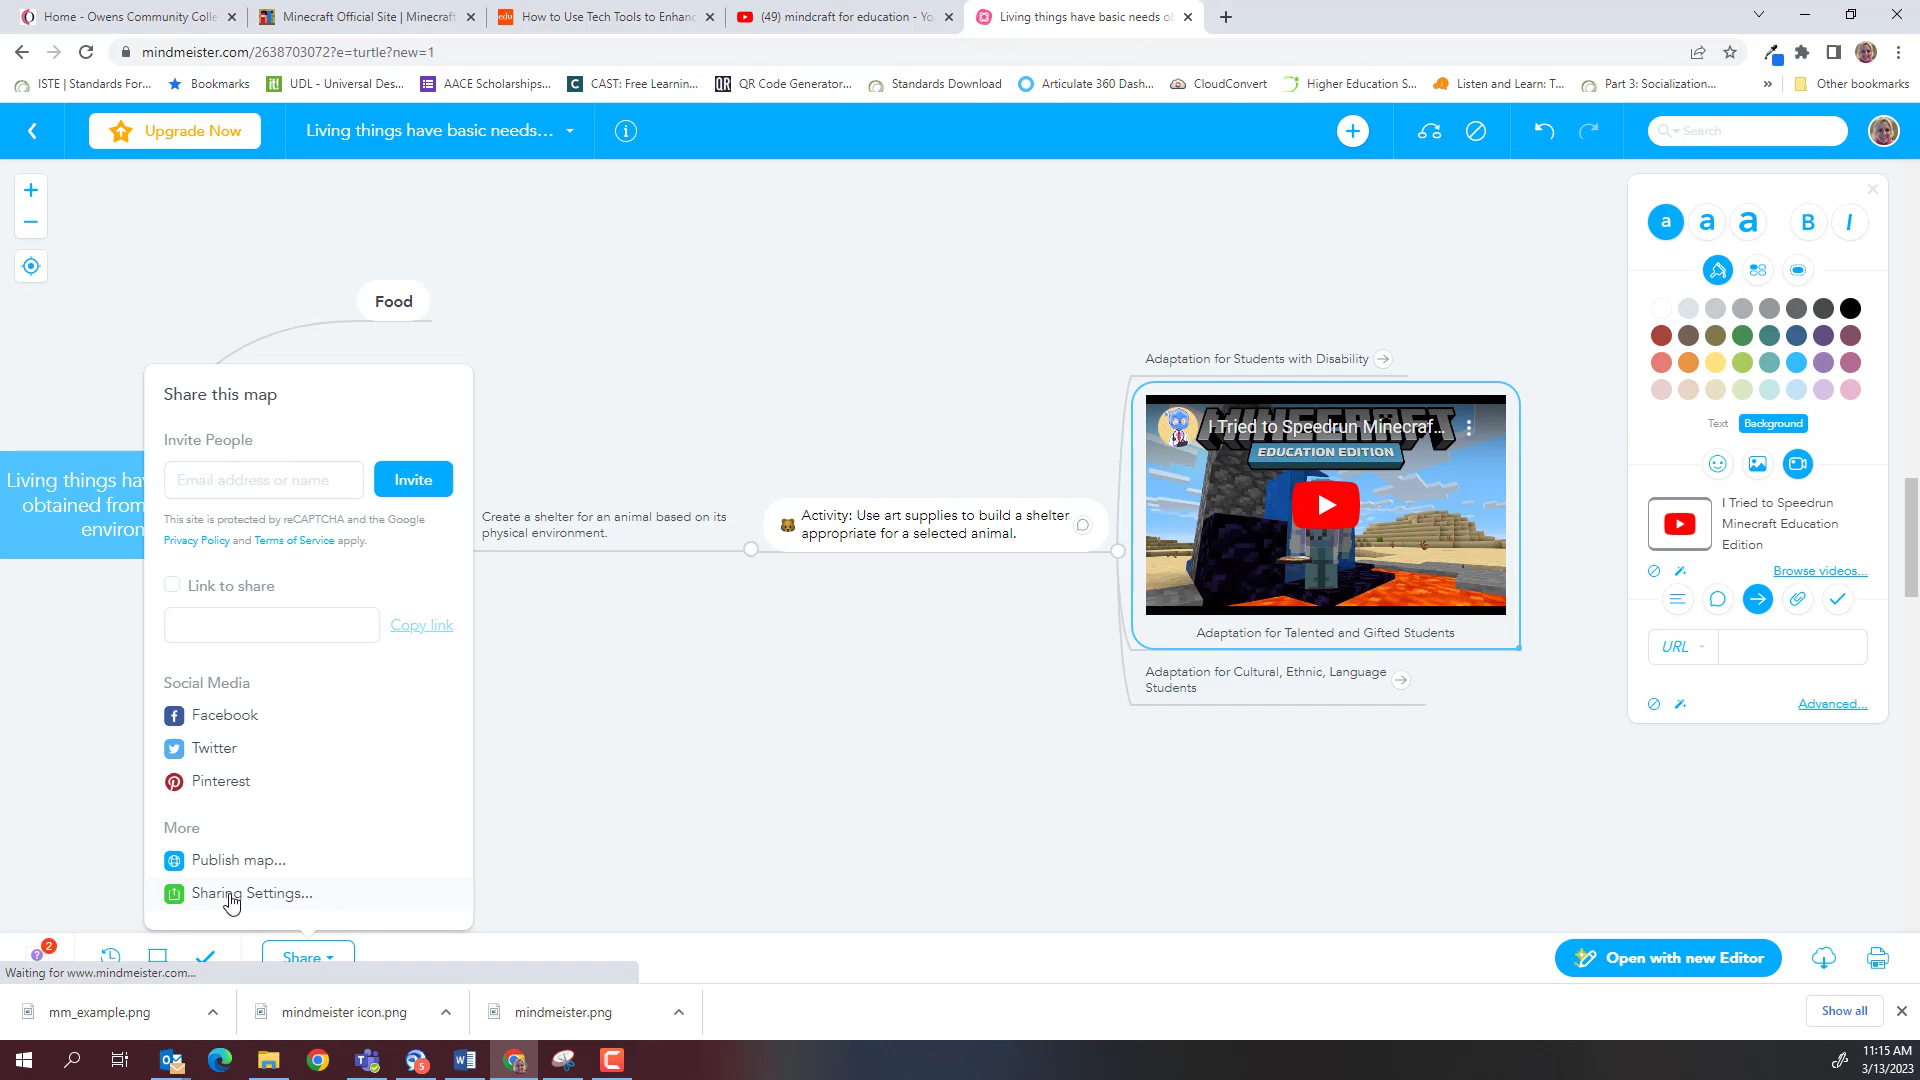 Home - Owens Community Colle
Minecraft Official Site | Minecraft
edu
How to Use Tech Tools to Enhanc
(49) mindcraft for education - Yo
Living things have basic needs o
mindmeister.com/2638703072?e=turtle?new=1
ISTE | Standards For...
Bookmarks
it!
UDL - Universal Des...
AACE Scholarships...
C
CAST: Free Learnin...
QR
QR Code Generator...
Standards Download
Articulate 360 Dash...
CloudConvert
Higher Education S...
Listen and Learn: T...
Part 3: Socialization...
»
Other bookmarks
Upgrade Now
Living things have basic needs...
Search
Food
Living things ha
obtained from
environ
Share this map
Invite People
Email address or name
Invite
This site is protected by reCAPTCHA and the Google
Privacy Policy and Terms of Service apply.
Link to share
Copy link
Social Media
Facebook
Twitter
Pinterest
More
Publish map...
Sharing Settings...
Create a shelter for an animal based on its
physical environment.
Activity: Use art supplies to build a shelter
appropriate for a selected animal.
Adaptation for Students with Disability
MINECRAFT
I Tried to Speedrun Minecraf...
EDUCATION EDITION
Adaptation for Talented and Gifted Students
Adaptation for Cultural, Ethnic, Language
Students
a a a B I
Text
Background
I Tried to Speedrun
Minecraft Education
Edition
Browse videos...
URL
Advanced...
2
Share
Open with new Editor
Waiting for www.mindmeister.com...
mm_example.png
mindmeister icon.png
mindmeister.png
Show all
5
11:15 AM
3/13/2023